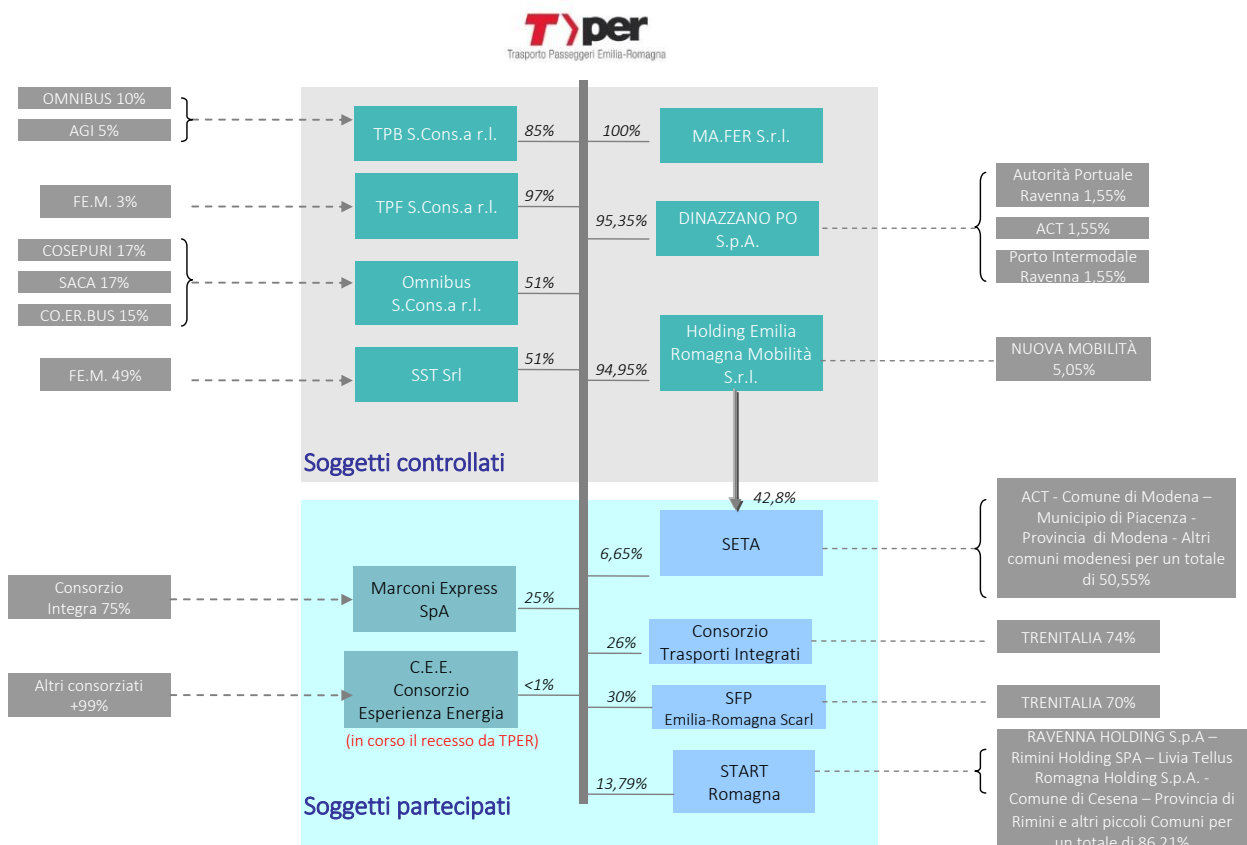 T>per
Trasporto Passeggeri Emilia-Romagna
OMNIBUS 10%
AGI 5%
FE.M. 3%
COSEPURI 17%
SACA 17%
CO.ER.BUS 15%
FE.M. 49%
TPB S.Cons.a r.l.
85%
TPF S.Cons.a r.l.
97%
Omnibus
S.Cons.a r.l.
51%
SST Srl
51%
100%
MA.FER S.r.l.
95,35%
DINAZZANO PO
S.p.A.
94,95%
Holding Emilia
Romagna Mobilità
S.r.l.
Autorità Portuale
Ravenna 1,55%
ACT 1,55%
Porto Intermodale
Ravenna 1,55%
NUOVA MOBILITÀ
5,05%
Soggetti controllati
42,8%
6,65%
SETA
ACT - Comune di Modena –
Municipio di Piacenza -
Provincia di Modena - Altri
comuni modenesi per un totale
di 50,55%
Consorzio
Integra 75%
Marconi Express
SpA
25%
26%
Consorzio
Trasporti Integrati
TRENITALIA 74%
Altri consorziati
+99%
C.E.E.
Consorzio
Esperienza Energia
<1%
(in corso il recesso da TPER)
30%
SFP
Emilia-Romagna Scarl
TRENITALIA 70%
13,79%
START
Romagna
RAVENNA HOLDING S.p.A –
Rimini Holding SPA – Livia Tellus
Romagna Holding S.p.A. -
Comune di Cesena – Provincia di
Rimini e altri piccoli Comuni per
un totale di 86,21%
Soggetti partecipati